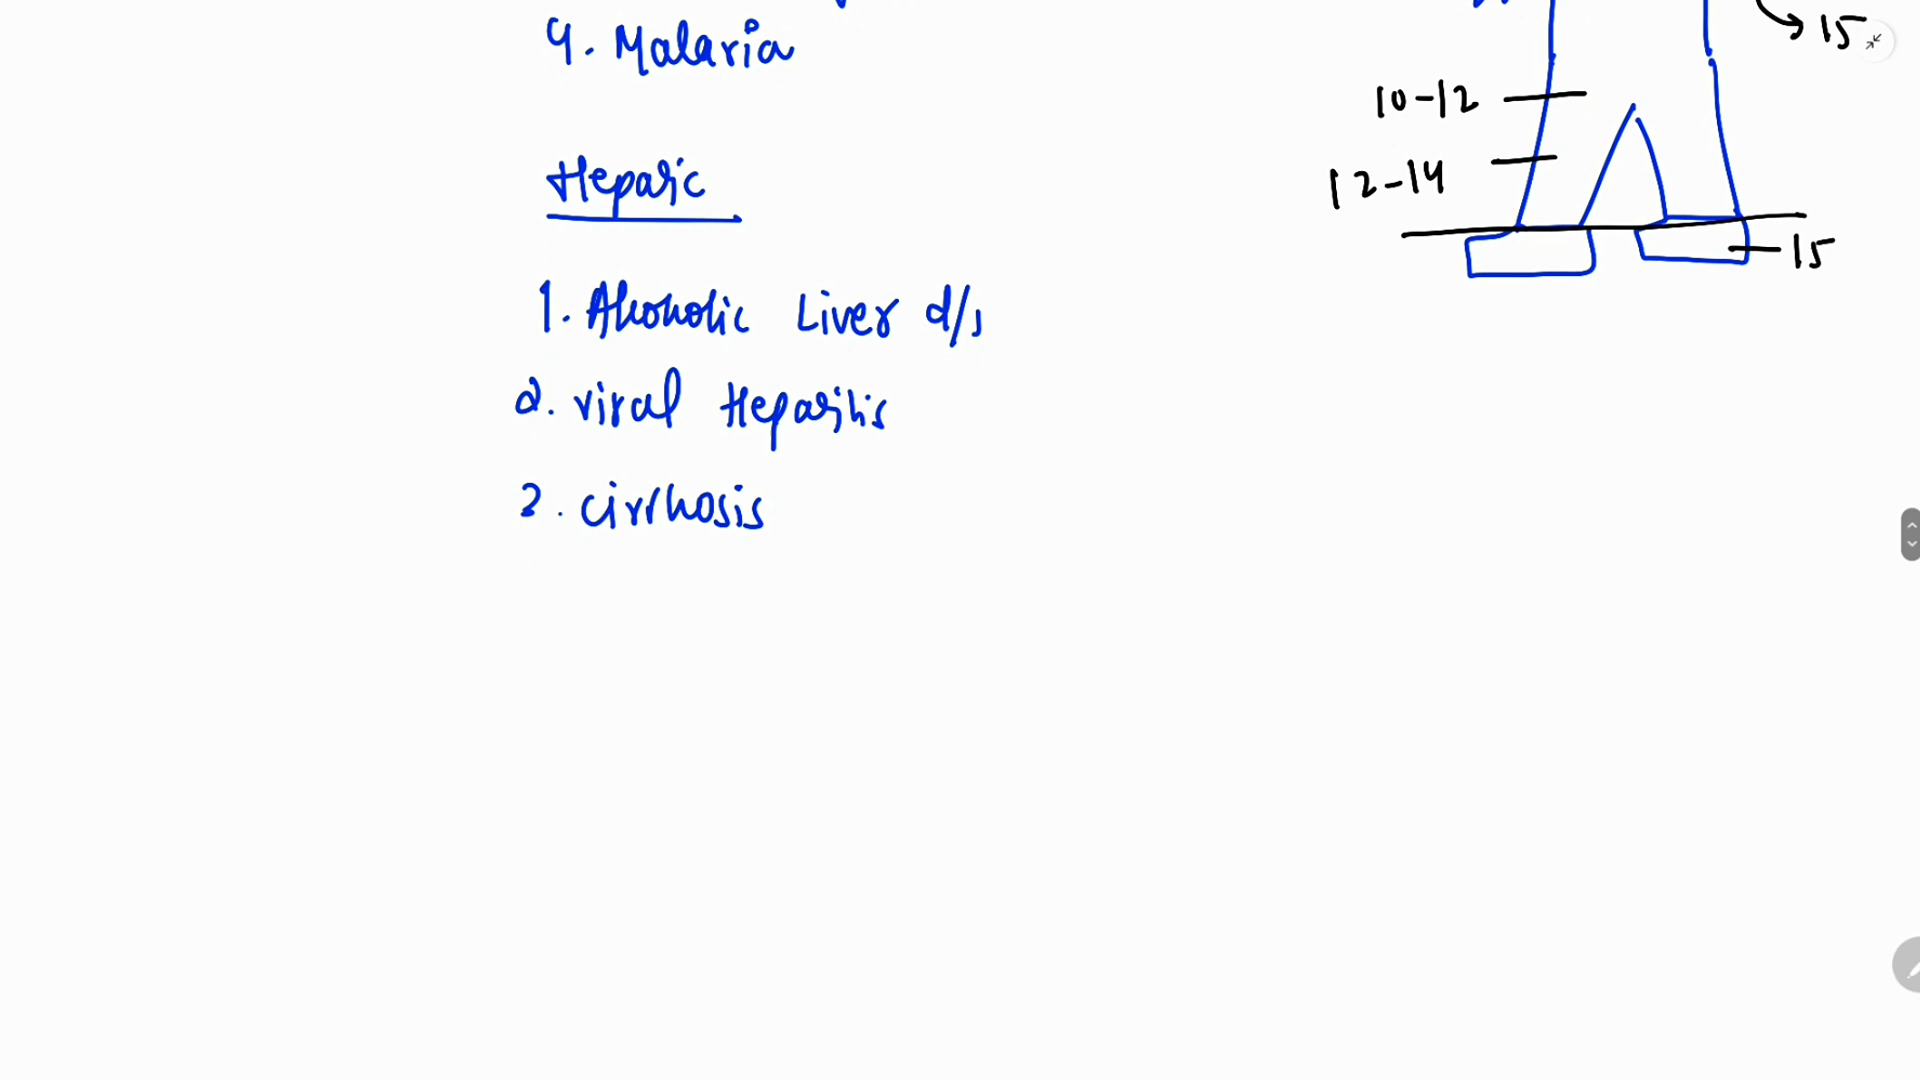 4. Malaria
Hepatic
1. Alcoholic Liver d/s
2. viral Hepatitis
3. cirrhosis
15
10-12
12-14
15